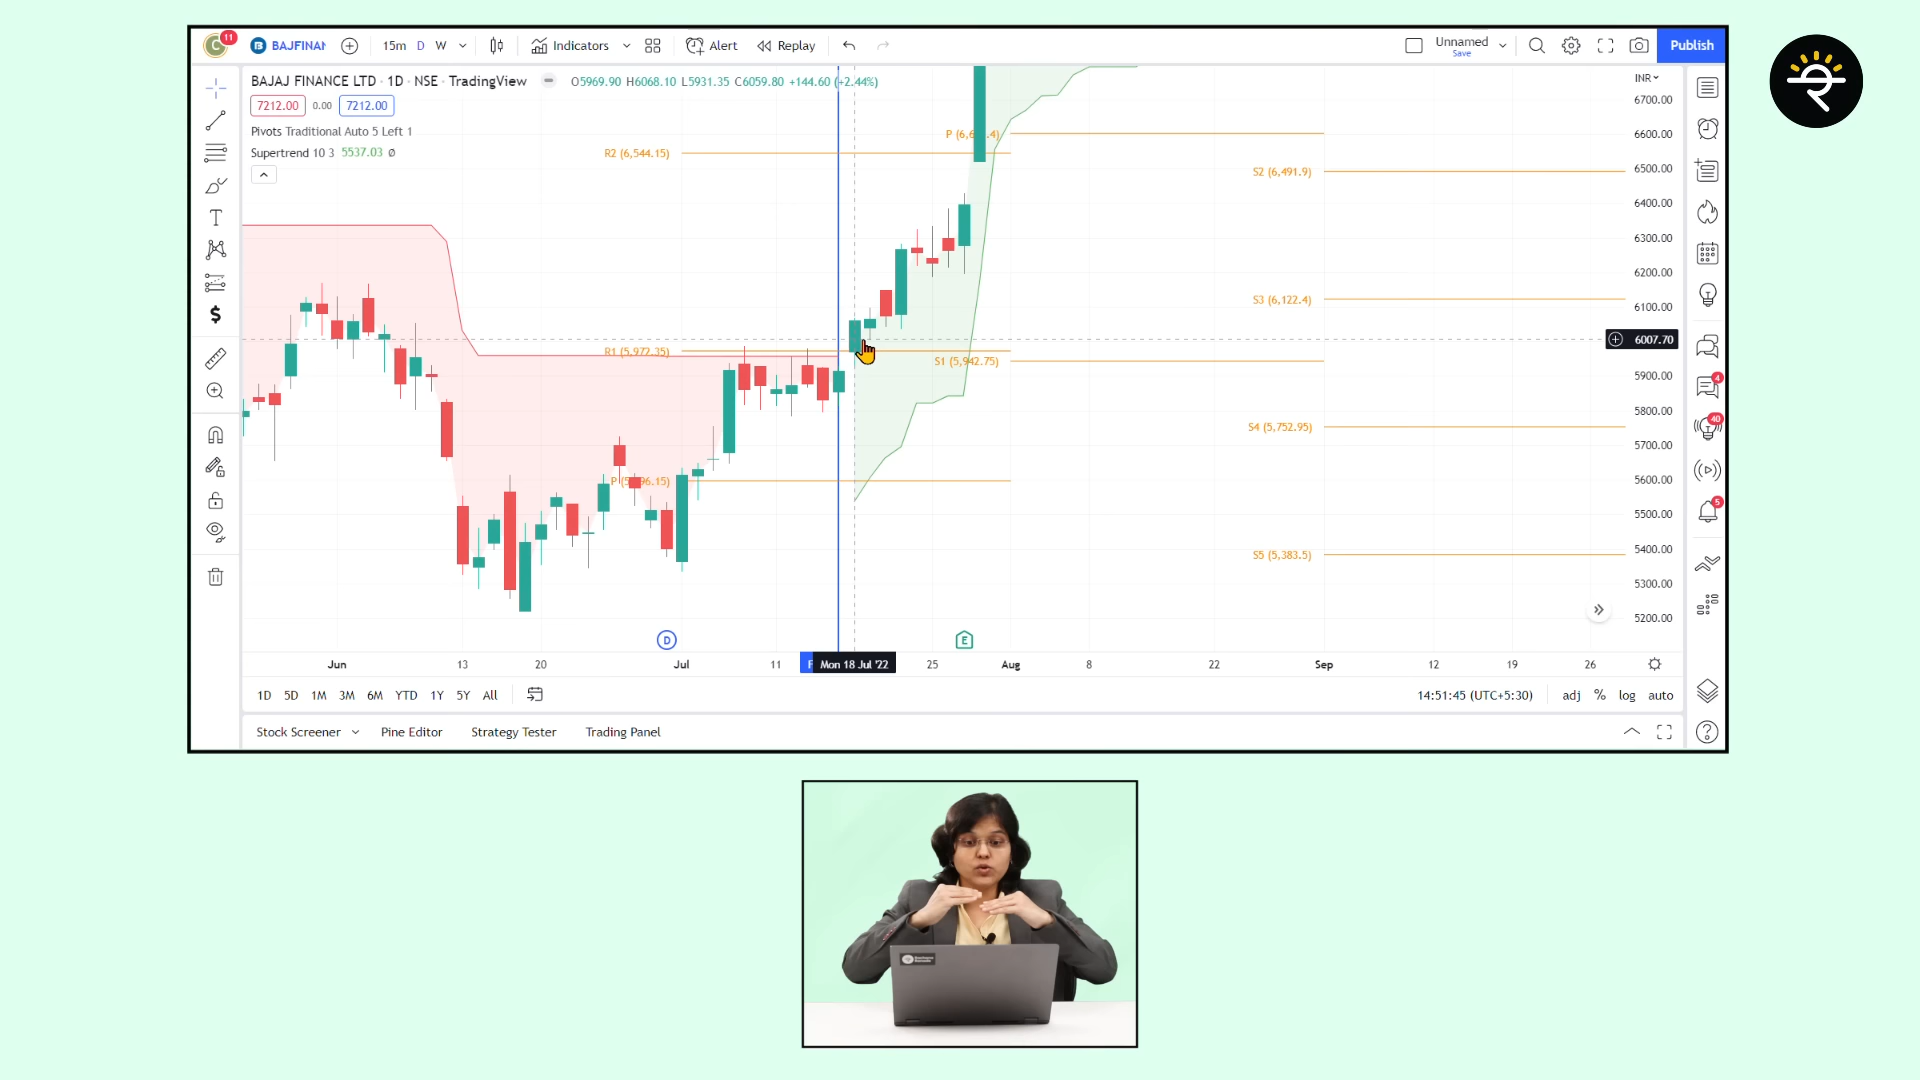 C 11 BAJFINAN 15m D W Indicators Alert Replay Unnamed Save Publish
BAJAJ FINANCE LTD · 1D · NSE · TradingView O5969.90 H6068.10 L5931.35 C6059.80 +144.60 (+2.44%)
INR
7212.00 0.00 7212.00
Pivots Traditional Auto 5 Left 1
Supertrend 10 3 5537.03 Ø
6700.00
6600.00
6500.00
6400.00
6300.00
6200.00
6100.00
6007.70
5900.00
5800.00
5700.00
5600.00
5500.00
5400.00
5300.00
5200.00
R2 (6,544.15)
S2 (6,491.9)
S3 (6,122.4)
R1 (5,972.35)
S1 (5,942.75)
S4 (5,752.95)
S5 (5,383.5)
D
E
Jun 13 20 Jul 11 Mon 18 Jul '22 25 Aug 8 22 Sep 12 19 26
1D 5D 1M 3M 6M YTD 1Y 5Y All 14:51:45 (UTC+5:30) adj % log auto
Stock Screener Pine Editor Strategy Tester Trading Panel
4
40
5